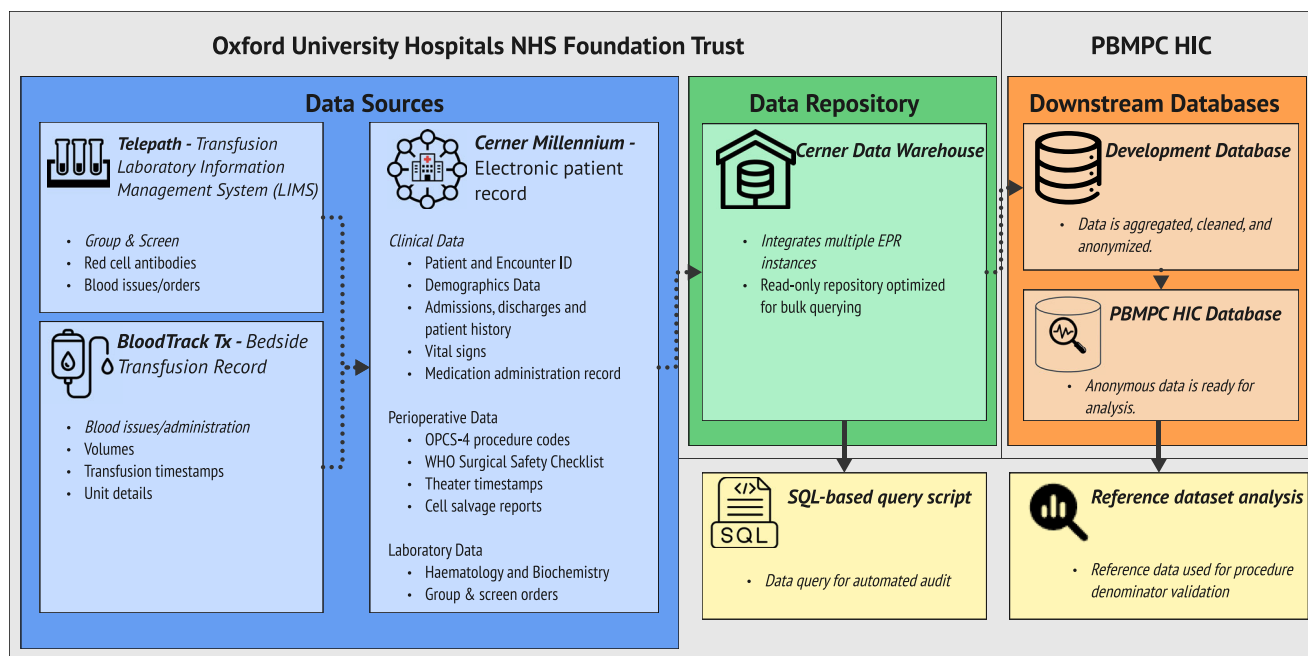 Oxford University Hospitals NHS Foundation Trust
PBMPC HIC
Data Sources
Telepath - Transfusion
Laboratory Information
Management System (LIMS)
• Group & Screen
• Red cell antibodies
• Blood issues/orders
BloodTrack Tx - Bedside
Transfusion Record
• Blood issues/administration
• Volumes
• Transfusion timestamps
• Unit details
Cerner Millennium -
Electronic patient
record
Clinical Data
• Patient and Encounter ID
• Demographics Data
• Admissions, discharges and
patient history
• Vital signs
• Medication administration record
Perioperative Data
• OPCS-4 procedure codes
• WHO Surgical Safety Checklist
• Theater timestamps
• Cell salvage reports
Laboratory Data
• Haematology and Biochemistry
• Group & screen orders
Data Repository
Cerner Data Warehouse
• Integrates multiple EPR
instances
• Read-only repository optimized
for bulk querying
Downstream Databases
Development Database
• Data is aggregated, cleaned, and
anonymized.
PBMPC HIC Database
• Anonymous data is ready for
analysis.
</>
SQL
SQL-based query script
• Data query for automated audit
Reference dataset analysis
• Reference data used for procedure
denominator validation